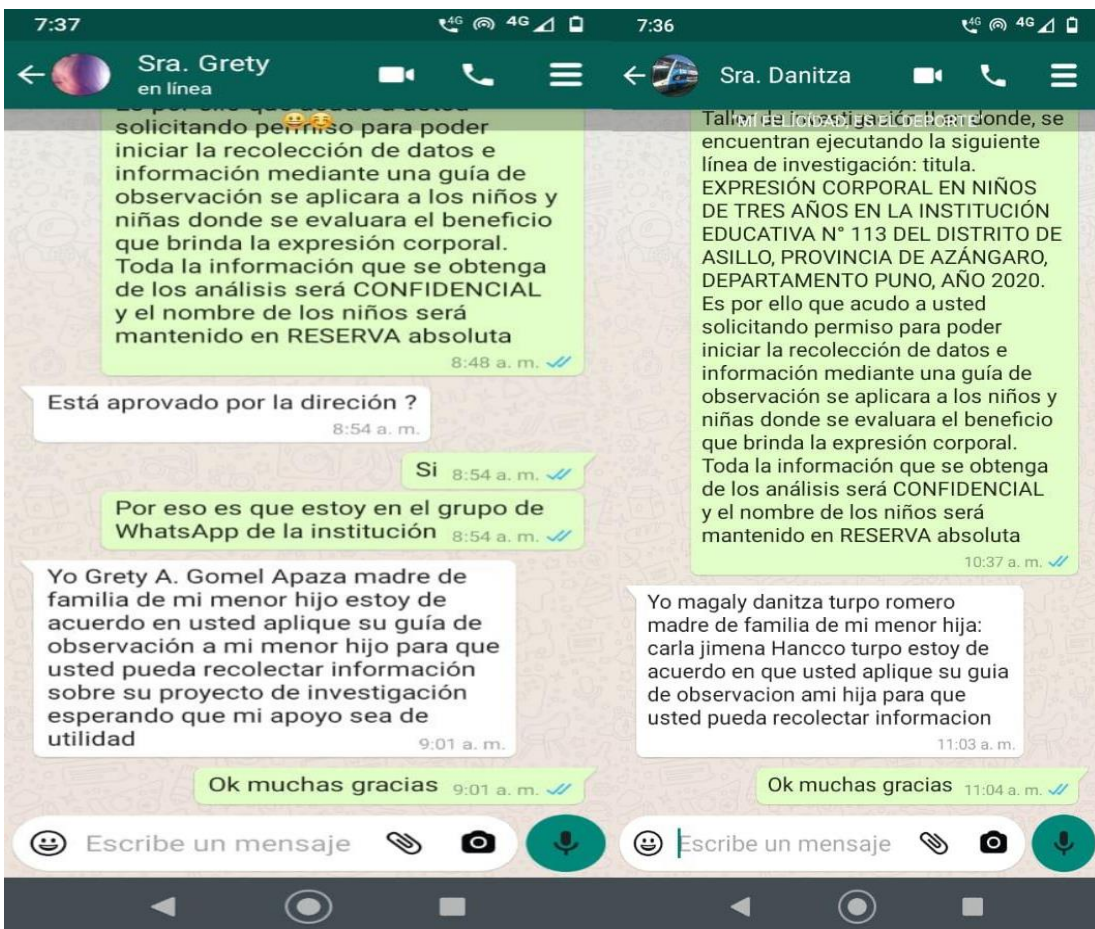 7:37
4G 4G
Sra. Grety
en línea
solicitando permiso para poder
iniciar la recolección de datos e
información mediante una guía de
observación se aplicara a los niños y
niñas donde se evaluara el beneficio
que brinda la expresión corporal.
Toda la información que se obtenga
de los análisis será CONFIDENCIAL
y el nombre de los niños será
mantenido en RESERVA absoluta
8:48 a. m.
Está aprovado por la direción ?
8:54 a. m.
Si 8:54 a. m.
Por eso es que estoy en el grupo de
WhatsApp de la institución 8:54 a. m.
Yo Grety A. Gomel Apaza madre de
familia de mi menor hijo estoy de
acuerdo en usted aplique su guía de
observación a mi menor hijo para que
usted pueda recolectar información
sobre su proyecto de investigación
esperando que mi apoyo sea de
utilidad
9:01 a. m.
Ok muchas gracias 9:01 a. m.
Escribe un mensaje
7:36
4G 4G
Sra. Danitza
MI FELICIDAD, ES EL DEPORTE
donde, se
encuentran ejecutando la siguiente
línea de investigación: titula.
EXPRESIÓN CORPORAL EN NIÑOS
DE TRES AÑOS EN LA INSTITUCIÓN
EDUCATIVA N° 113 DEL DISTRITO DE
ASILLO, PROVINCIA DE AZÁNGARO,
DEPARTAMENTO PUNO, AÑO 2020.
Es por ello que acudo a usted
solicitando permiso para poder
iniciar la recolección de datos e
información mediante una guía de
observación se aplicara a los niños y
niñas donde se evaluara el beneficio
que brinda la expresión corporal.
Toda la información que se obtenga
de los análisis será CONFIDENCIAL
y el nombre de los niños será
mantenido en RESERVA absoluta
10:37 a. m.
Yo magaly danitza turpo romero
madre de familia de mi menor hija:
carla jimena Hancco turpo estoy de
acuerdo en que usted aplique su guia
de observacion ami hija para que
usted pueda recolectar informacion
11:03 a. m.
Ok muchas gracias 11:04 a. m.
Escribe un mensaje